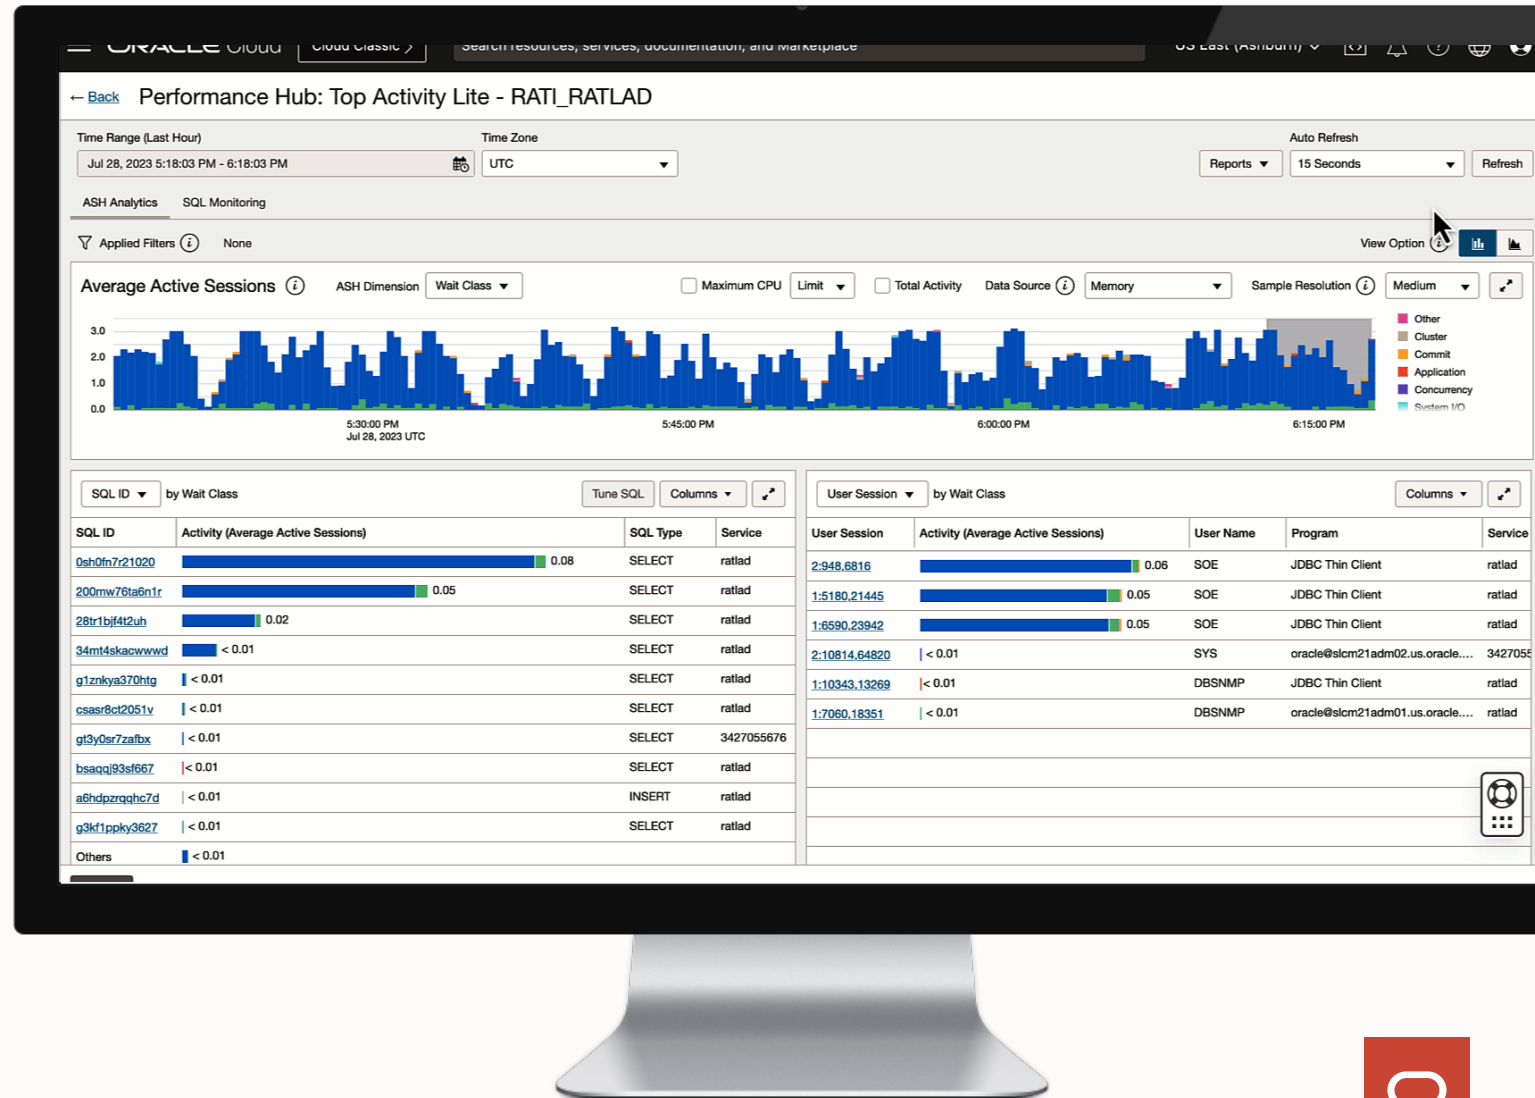 ORACLE Cloud
Cloud Classic >
Search resources, services, documentation, and Marketplace
US East (Ashburn)
← Back
Performance Hub: Top Activity Lite - RATI_RATLAD
Time Range (Last Hour)
Time Zone
Auto Refresh
Jul 28, 2023 5:18:03 PM - 6:18:03 PM
UTC
Reports
15 Seconds
Refresh
ASH Analytics
SQL Monitoring
Applied Filters
None
View Option
Average Active Sessions
ASH Dimension
Wait Class
Maximum CPU
Limit
Total Activity
Data Source
Memory
Sample Resolution
Medium
3.0
2.0
1.0
0.0
5:30:00 PM
Jul 28, 2023 UTC
5:45:00 PM
6:00:00 PM
6:15:00 PM
Other
Cluster
Commit
Application
Concurrency
System I/O
SQL ID
by Wait Class
Tune SQL
Columns
SQL ID Activity (Average Active Sessions) SQL Type Service
0sh0fn7r21020 0.08 SELECT ratlad
200mw76ta6n1r 0.05 SELECT ratlad
28tr1bjf4t2uh 0.02 SELECT ratlad
34mt4skacwwwd < 0.01 SELECT ratlad
g1znkya370htg < 0.01 SELECT ratlad
csasr8ct2051v < 0.01 SELECT ratlad
gt3y0sr7zafbx < 0.01 SELECT 3427055676
bsaqqj93sf667 < 0.01 SELECT ratlad
a6hdpzrqqhc7d < 0.01 INSERT ratlad
g3kf1ppky3627 < 0.01 SELECT ratlad
Others < 0.01
User Session
by Wait Class
Columns
User Session Activity (Average Active Sessions) User Name Program Service
2:948,6816 0.06 SOE JDBC Thin Client ratlad
1:5180,21445 0.05 SOE JDBC Thin Client ratlad
1:6590,23942 0.05 SOE JDBC Thin Client ratlad
2:10814,64820 < 0.01 SYS oracle@slcm21adm02.us.oracle.... 3427055
1:10343,13269 < 0.01 DBSNMP JDBC Thin Client ratlad
1:7060,18351 < 0.01 DBSNMP oracle@slcm21adm01.us.oracle.... ratlad